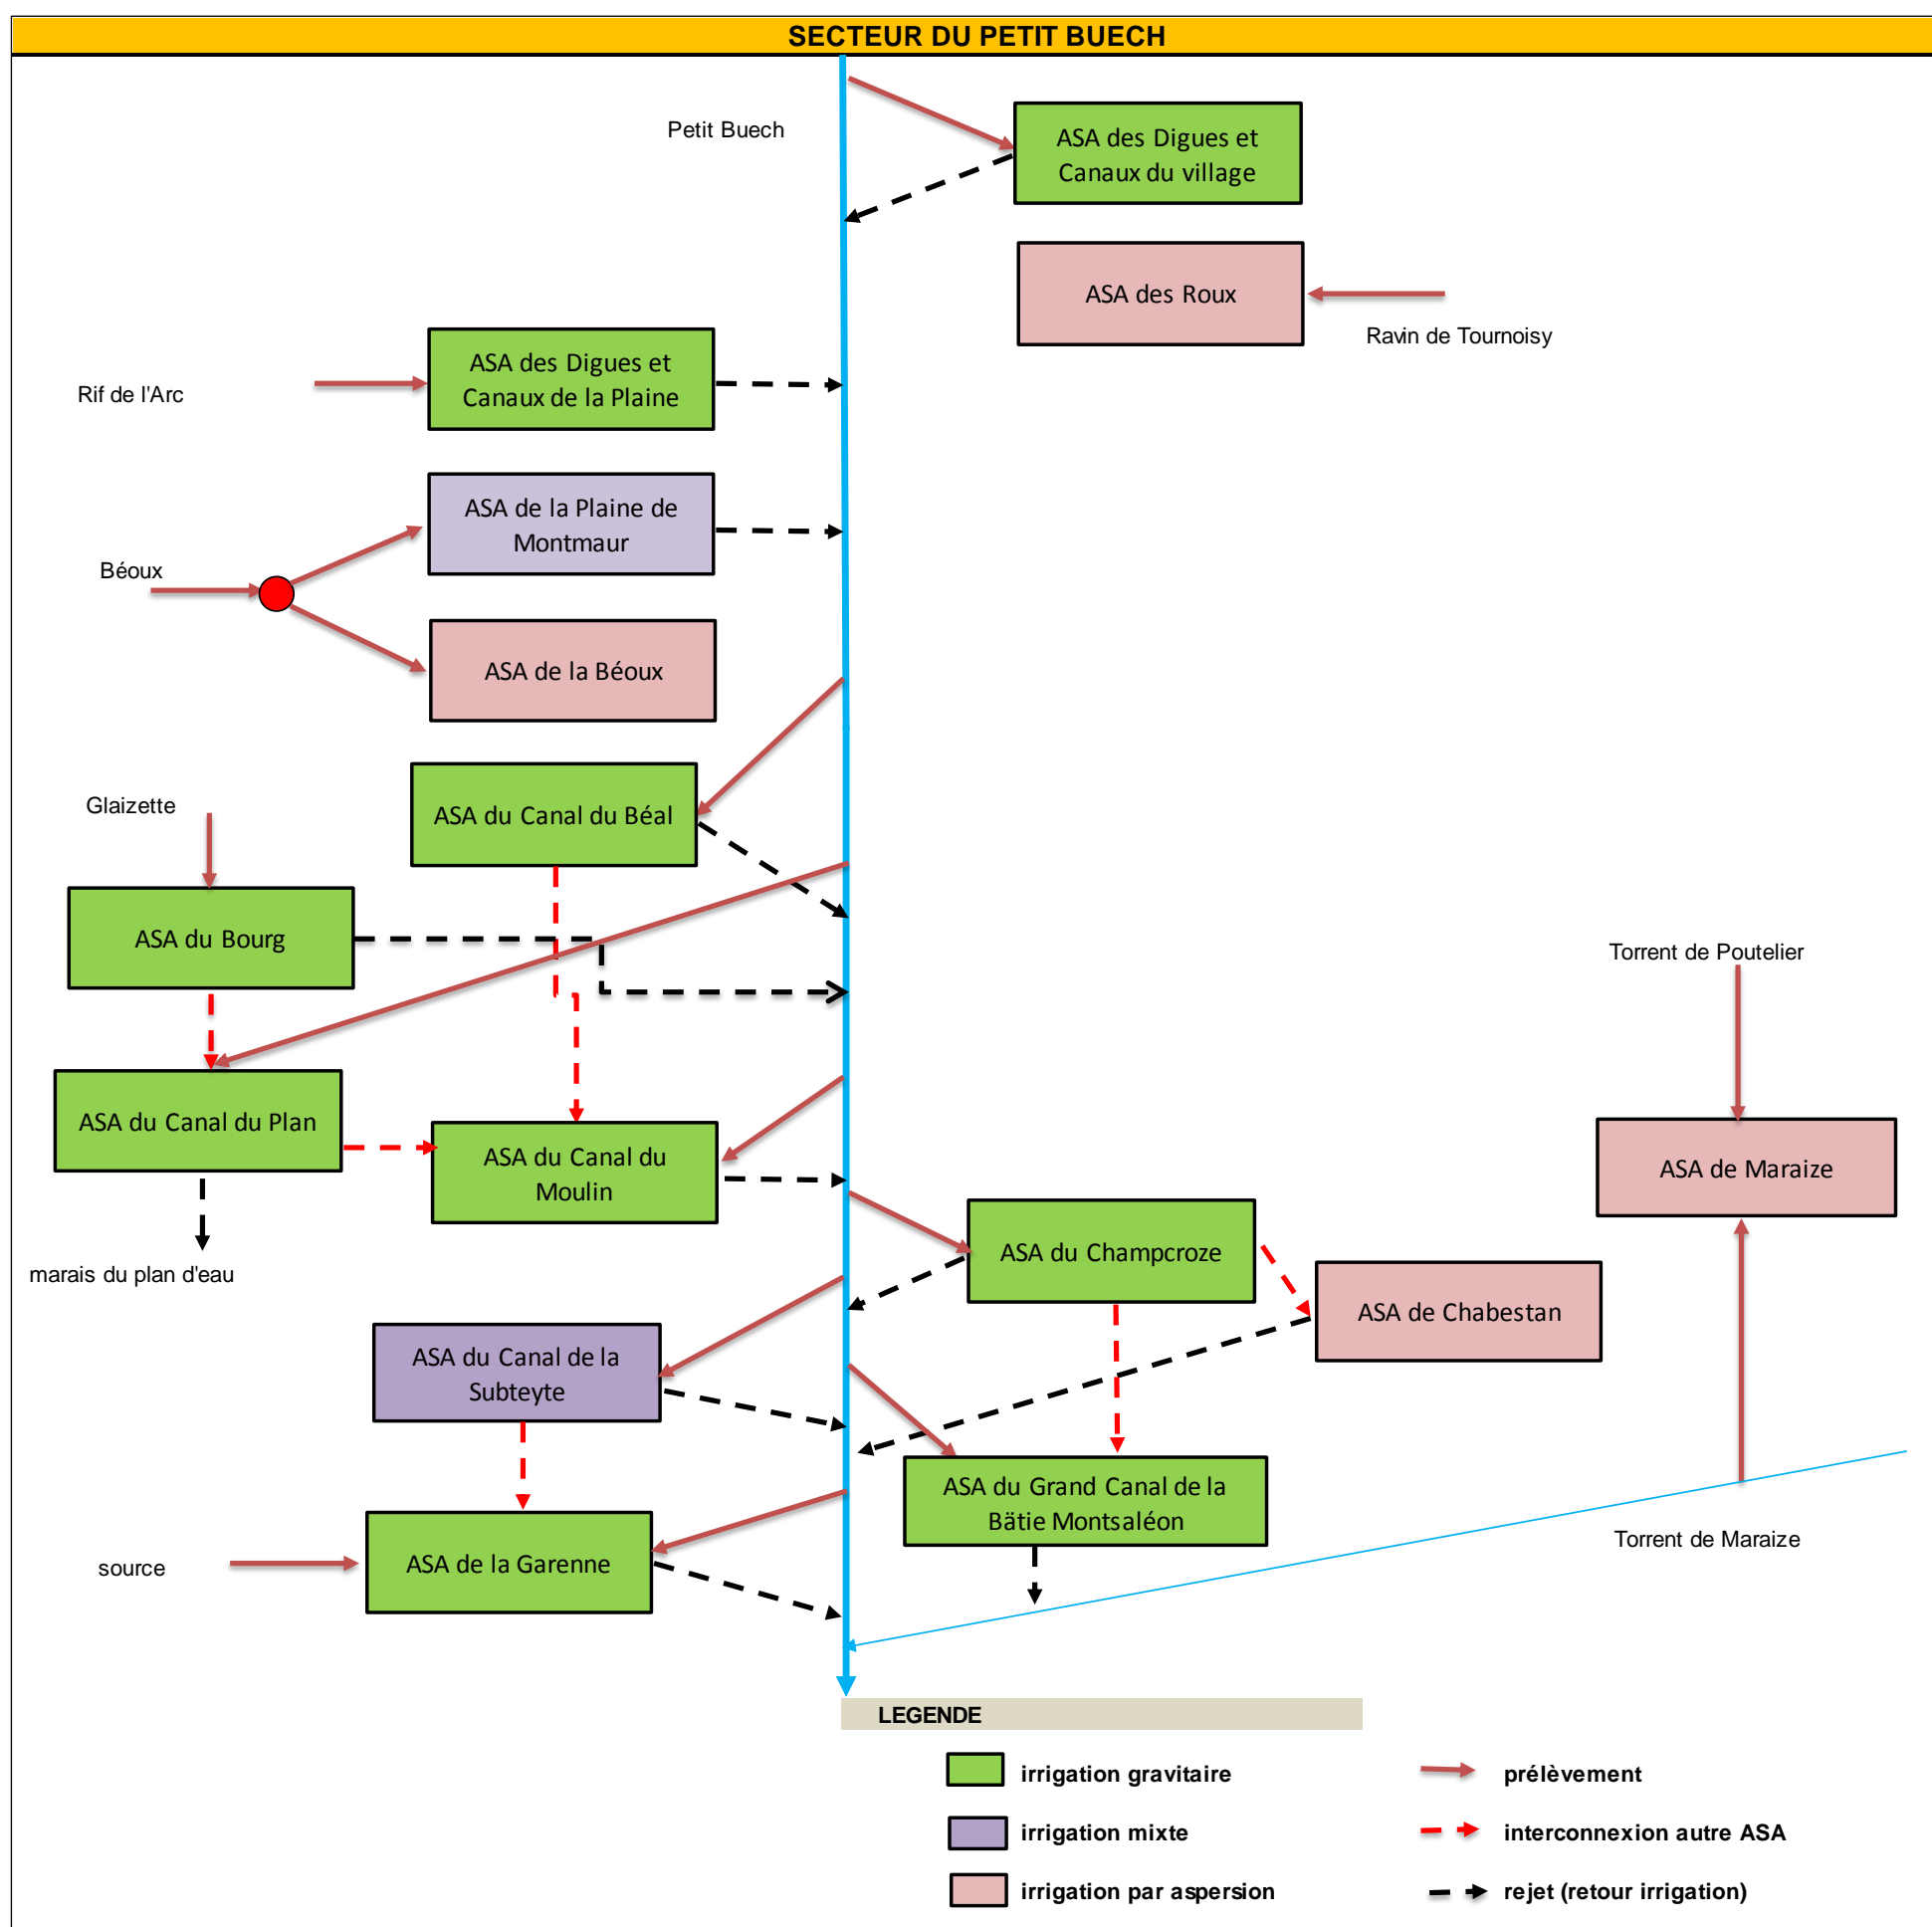 SECTEUR DU PETIT BUECH
Petit Buech
ASA des Digues et
Canaux du village
ASA des Roux
Ravin de Tournoisy
Rif de l'Arc
ASA des Digues et
Canaux de la Plaine
ASA de la Plaine de
Montmaur
Béoux
ASA de la Béoux
Glaizette
ASA du Canal du Béal
ASA du Bourg
Torrent de Poutelier
ASA du Canal du Plan
ASA du Canal du
Moulin
ASA de Maraize
marais du plan d'eau
ASA du Champcroze
ASA de Chabestan
ASA du Canal de la
Subteyte
ASA du Grand Canal de la
Bätie Montsaléon
Torrent de Maraize
source
ASA de la Garenne
LEGENDE
irrigation gravitaire
prélèvement
irrigation mixte
interconnexion autre ASA
irrigation par aspersion
rejet (retour irrigation)